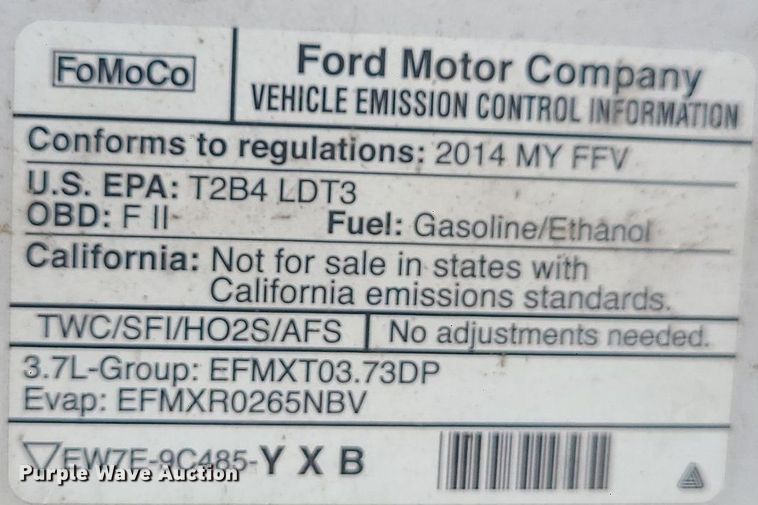 FoMoCo
Ford Motor Company
VEHICLE EMISSION CONTROL INFORMATION
Conforms to regulations: 2014 MY FFV
U.S. EPA: T2B4 LDT3
OBD: F II
Fuel: Gasoline/Ethanol
California: Not for sale in states with
California emissions standards.
TWC/SFI/HO2S/AFS
No adjustments needed.
3.7L-Group: EFMXT03.73DP
Evap: EFMXR0265NBV
EW7E-9C485-Y X B
Purple Wave Auction